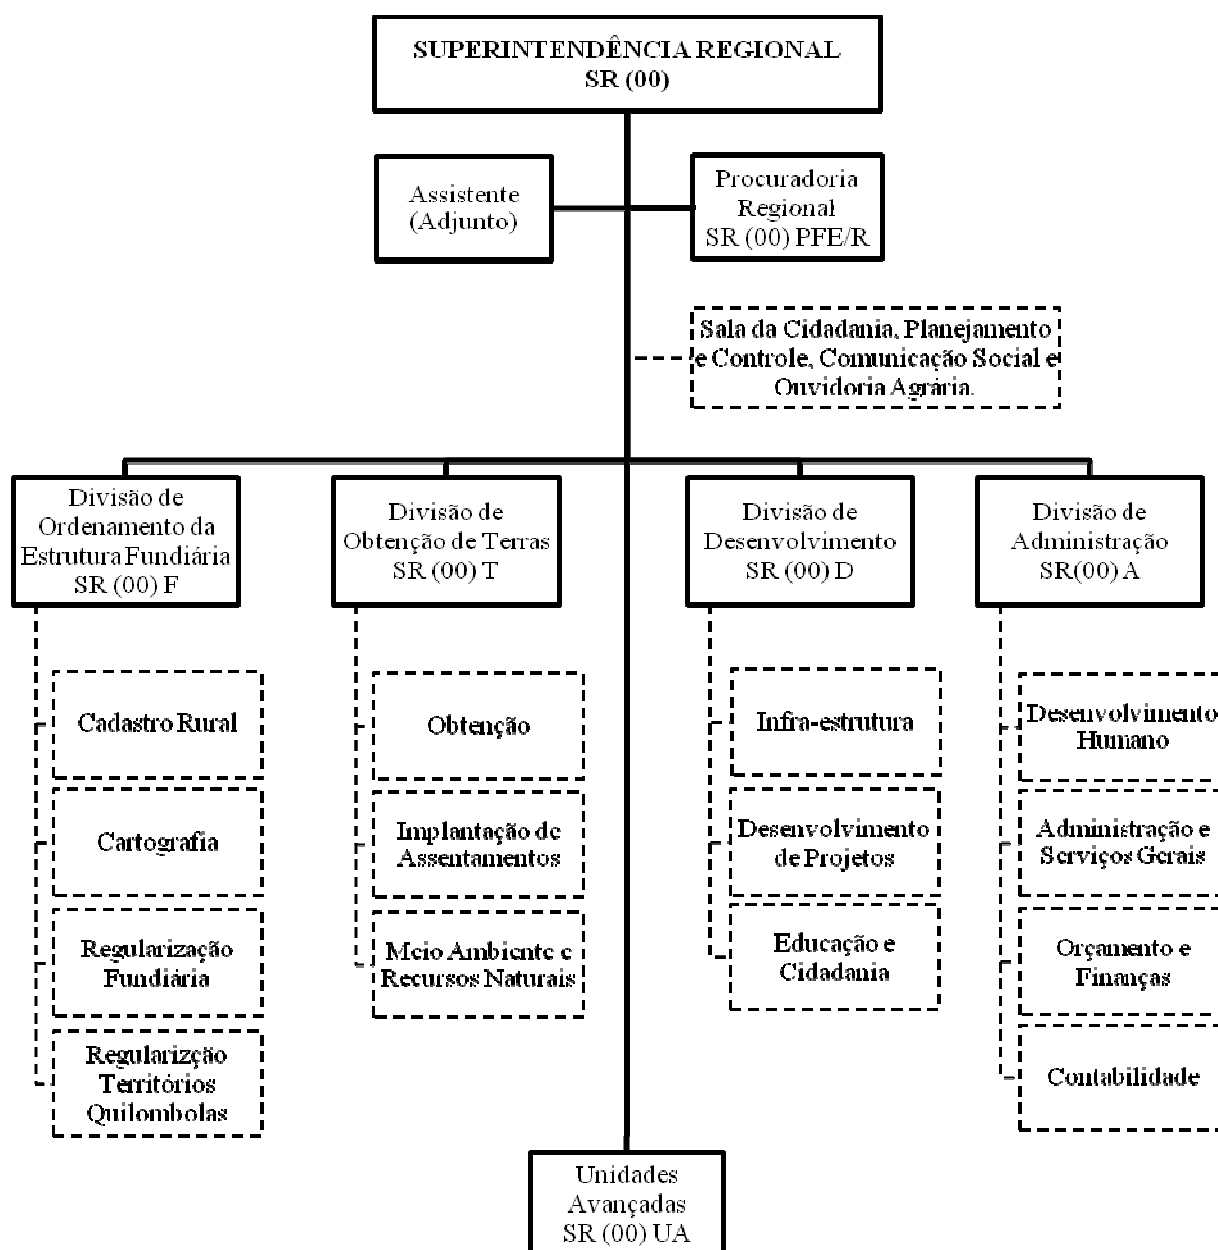 SUPERINTENDÊNCIA REGIONAL
SR (00)
Assistente
(Adjunto)
Procuradoria
Regional
SR (00) PFE/R
Sala da Cidadania, Planejamento
e Controle, Comunicação Social e
Ouvidoria Agrária.
Divisão de
Ordenamento da
Estrutura Fundiária
SR (00) F
Divisão de
Obtenção de Terras
SR (00) T
Divisão de
Desenvolvimento
SR (00) D
Divisão de
Administração
SR(00) A
Cadastro Rural
Cartografia
Regularização
Fundiária
Regularizção
Territórios
Quilombolas
Obtenção
Implantação de
Assentamentos
Meio Ambiente e
Recursos Naturais
Infra-estrutura
Desenvolvimento
de Projetos
Educação e
Cidadania
Desenvolvimento
Humano
Administração e
Serviços Gerais
Orçamento e
Finanças
Contabilidade
Unidades
Avançadas
SR (00) UA